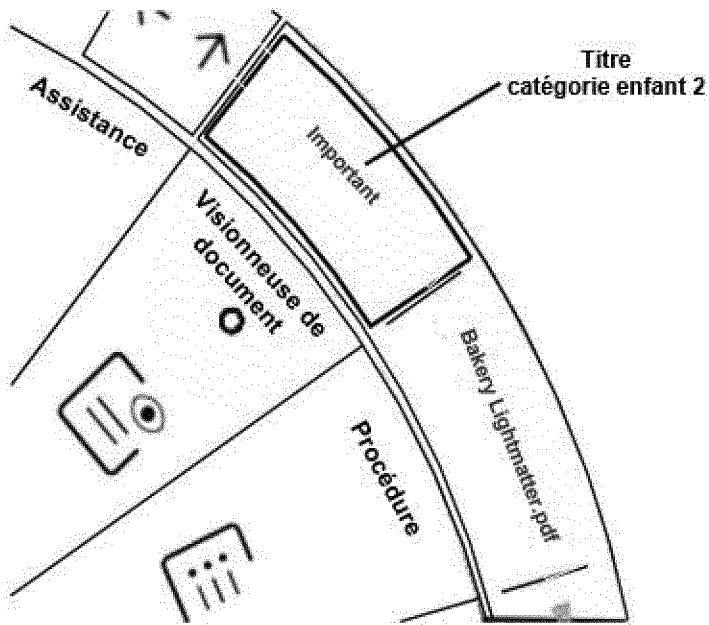 Titre
catégorie enfant 2
Assistance
Important
Visionneuse de
document
Bakery Lightmatter.pdf
Procédure